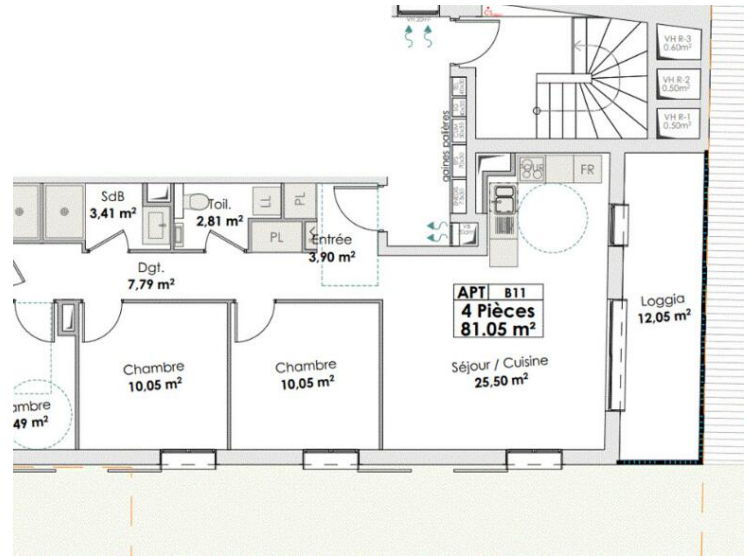 VH R-3
0.60m²
VH R-2
0.50m²
VH R-1
0.50m²
gaines palières
SdB
3,41 m²
Toil.
2,81 m²
LL
PL
PL
Entrée
3,90 m²
FOUR
FR
Dgt.
7,79 m²
APT B11
4 Pièces
81.05 m²
Loggia
12,05 m²
Chambre
10,05 m²
Chambre
10,05 m²
Séjour / Cuisine
25,50 m²
ambre
49 m²